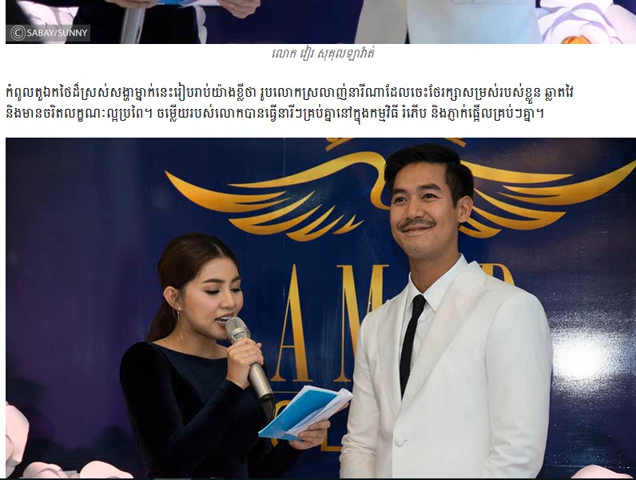 © SABAY/SUNNY
លោក វៀរ សុគុលវ៉ារ៉ាត់
កំពូលតួឯកថៃដ៏ស្រស់សង្ហាម្នាក់នេះរៀបរាប់យ៉ាងខ្លីថា រូបលោកស្រលាញ់នារីណាដែលចេះថែរក្សាសម្រស់របស់ខ្លួន ឆ្លាតវៃ
និងមានចរិតលក្ខណៈល្អប្រពៃ។ ចម្លើយរបស់លោកបានធ្វើនារីៗគ្រប់គ្នានៅក្នុងកម្មវិធី រំភើប និងភ្ញាក់ផ្អើលគ្រប់ៗគ្នា។